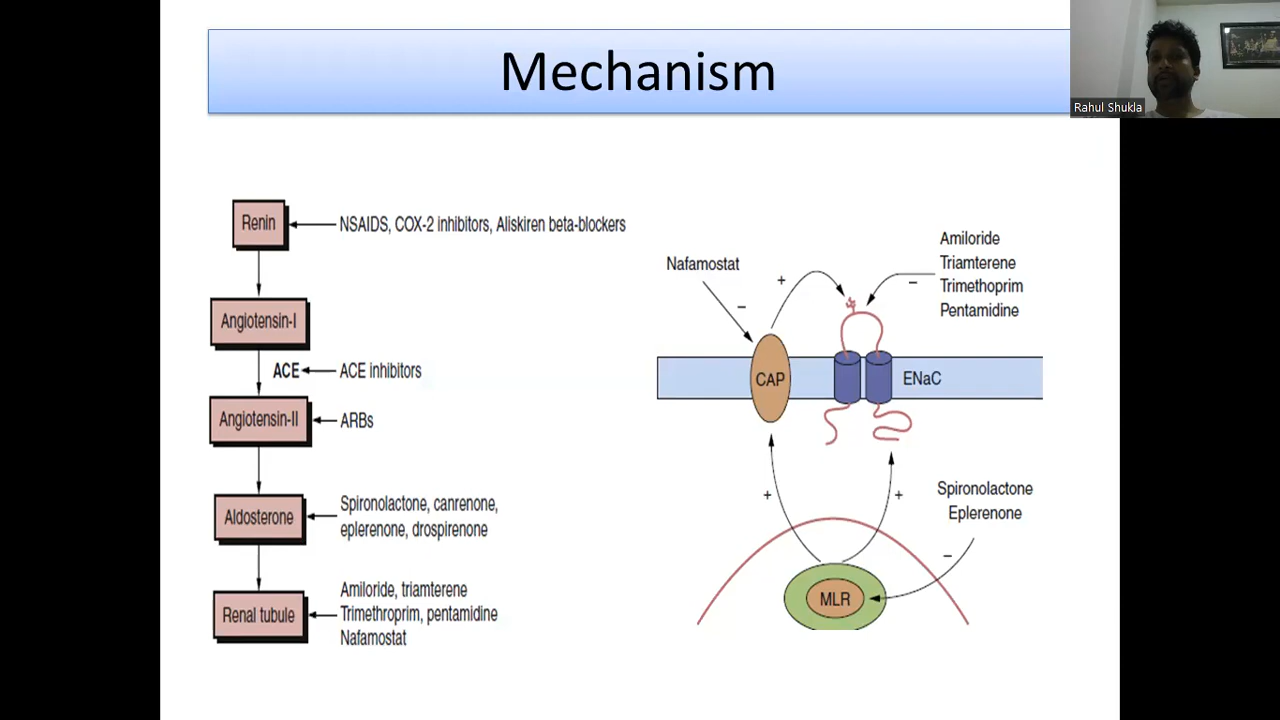 Mechanism
Rahul Shukla
Renin
NSAIDS, COX-2 inhibitors, Aliskiren beta-blockers
Angiotensin-I
ACE
ACE inhibitors
Angiotensin-II
ARBs
Aldosterone
Spironolactone, canrenone,
eplerenone, drospirenone
Renal tubule
Amiloride, triamterene
Trimethroprim, pentamidine
Nafamostat
Nafamostat
+
−
Amiloride
Triamterene
Trimethoprim
Pentamidine
−
CAP
ENaC
+
+
Spironolactone
Eplerenone
−
MLR